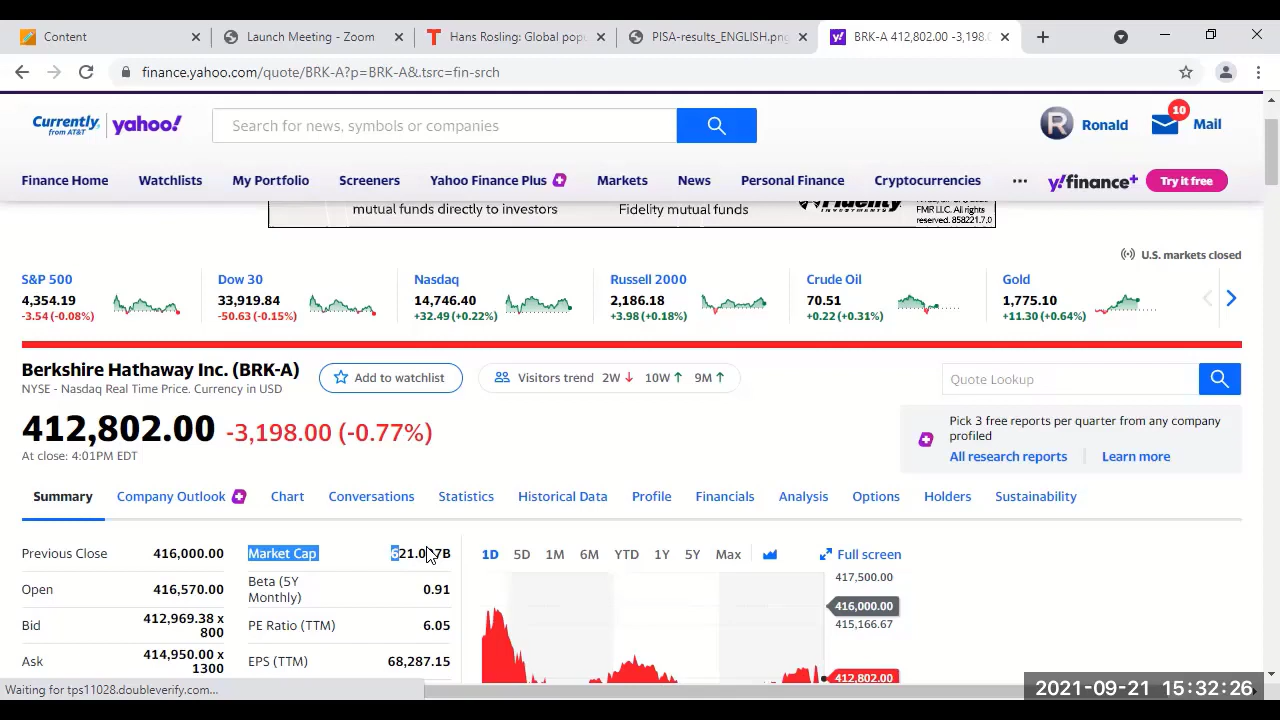 Content
Launch Meeting - Zoom
Hans Rosling: Global popu
PISA-results_ENGLISH.png
BRK-A 412,802.00 -3,198.0
finance.yahoo.com/quote/BRK-A?p=BRK-A&.tsrc=fin-srch
Currently, from AT&T
yahoo!
Search for news, symbols or companies
Ronald
10
Mail
Finance Home Watchlists My Portfolio Screeners Yahoo Finance Plus Markets News Personal Finance Cryptocurrencies ... y!finance+ Try it free
mutual funds directly to investors
Fidelity mutual funds
Fidelity
INVESTMENTS
FMR LLC. All rights
reserved. 858221.7.0
U.S. markets closed
S&P 500 Dow 30 Nasdaq Russell 2000 Crude Oil Gold
4,354.19 33,919.84 14,746.40 2,186.18 70.51 1,775.10
-3.54 (-0.08%) -50.63 (-0.15%) +32.49 (+0.22%) +3.98 (+0.18%) +0.22 (+0.31%) +11.30 (+0.64%)
Berkshire Hathaway Inc. (BRK-A)
NYSE - Nasdaq Real Time Price. Currency in USD
Add to watchlist
Visitors trend 2W 10W 9M
Quote Lookup
412,802.00 -3,198.00 (-0.77%)
At close: 4:01PM EDT
Pick 3 free reports per quarter from any company
profiled
All research reports Learn more
Summary Company Outlook Chart Conversations Statistics Historical Data Profile Financials Analysis Options Holders Sustainability
Previous Close 416,000.00
Open 416,570.00
Bid 412,969.38 x
800
Ask 414,950.00 x
1300
Market Cap
Beta (5Y
Monthly) 0.91
PE Ratio (TTM) 6.05
EPS (TTM) 68,287.15
1D 5D 1M 6M YTD 1Y 5Y Max Full screen
417,500.00
416,000.00
415,166.67
412,802.00
Waiting for tps11028.doubleverify.com...
2021-09-21 15:32:26